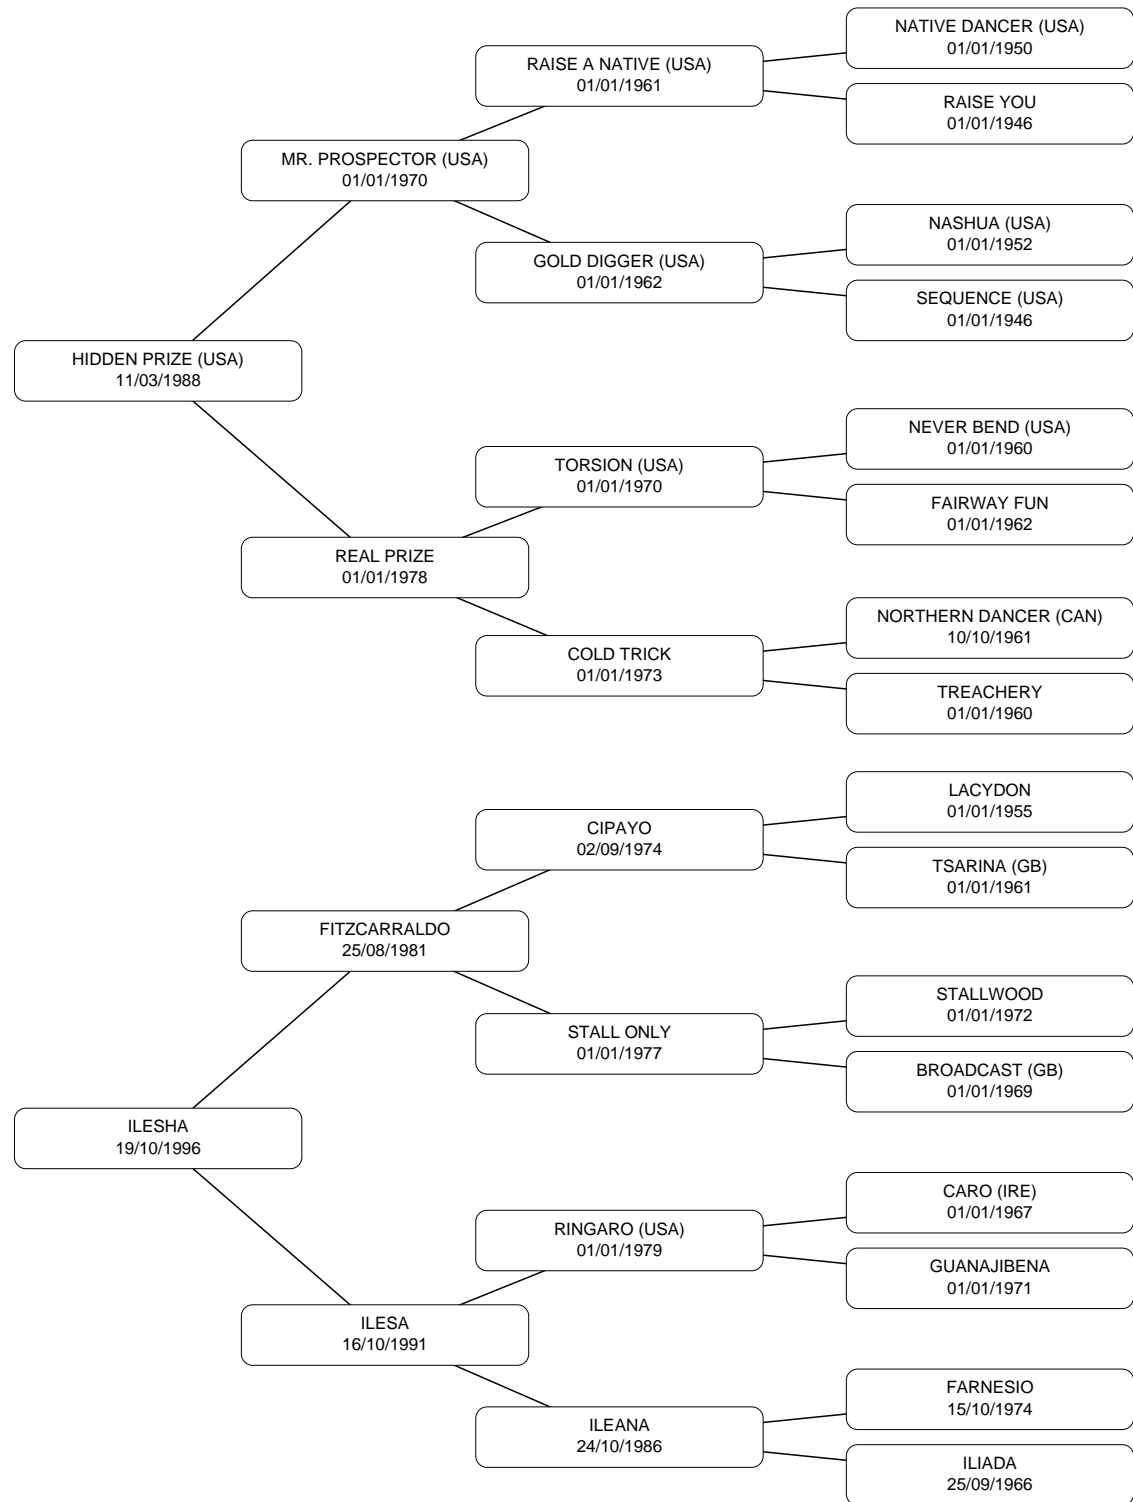 NATIVE DANCER (USA)
01/01/1950
RAISE A NATIVE (USA)
01/01/1961
RAISE YOU
01/01/1946
MR. PROSPECTOR (USA)
01/01/1970
NASHUA (USA)
01/01/1952
GOLD DIGGER (USA)
01/01/1962
SEQUENCE (USA)
01/01/1946
HIDDEN PRIZE (USA)
11/03/1988
NEVER BEND (USA)
01/01/1960
TORSION (USA)
01/01/1970
FAIRWAY FUN
01/01/1962
REAL PRIZE
01/01/1978
NORTHERN DANCER (CAN)
10/10/1961
COLD TRICK
01/01/1973
TREACHERY
01/01/1960
LACYDON
01/01/1955
CIPAYO
02/09/1974
TSARINA (GB)
01/01/1961
FITZCARRALDO
25/08/1981
STALLWOOD
01/01/1972
STALL ONLY
01/01/1977
BROADCAST (GB)
01/01/1969
ILESHA
19/10/1996
CARO (IRE)
01/01/1967
RINGARO (USA)
01/01/1979
GUANAJIBENA
01/01/1971
ILESA
16/10/1991
FARNESIO
15/10/1974
ILEANA
24/10/1986
ILIADA
25/09/1966